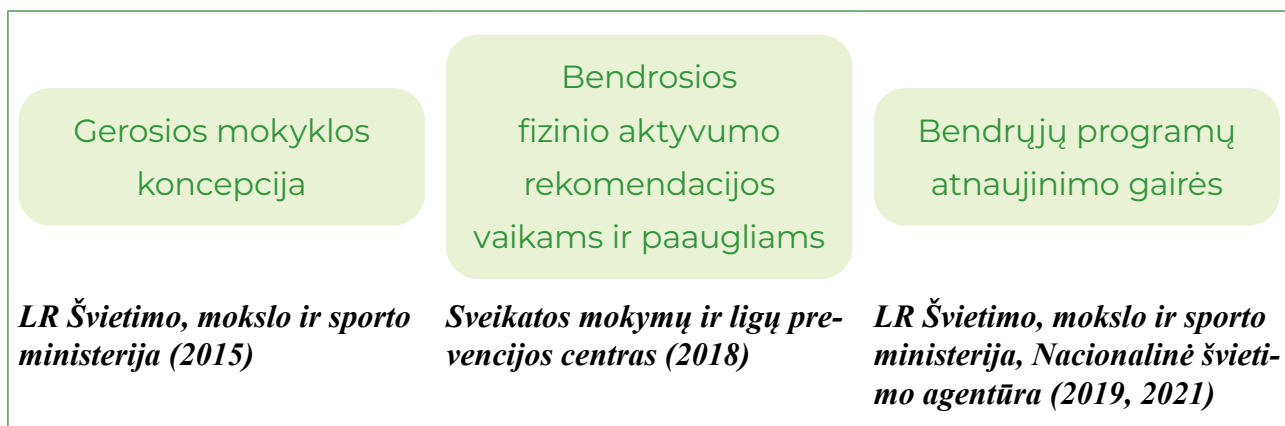 Gerosios mokyklos
koncepcija
Bendrosios
fizinio aktyvumo
rekomendacijos
vaikams ir paaugliams
Bendrųjų programų
atnaujinimo gairės
LR Švietimo, mokslo ir sporto
ministerija (2015)
Sveikatos mokymų ir ligų pre-
vencijos centras (2018)
LR Švietimo, mokslo ir sporto
ministerija, Nacionalinė švieti-
mo agentūra (2019, 2021)